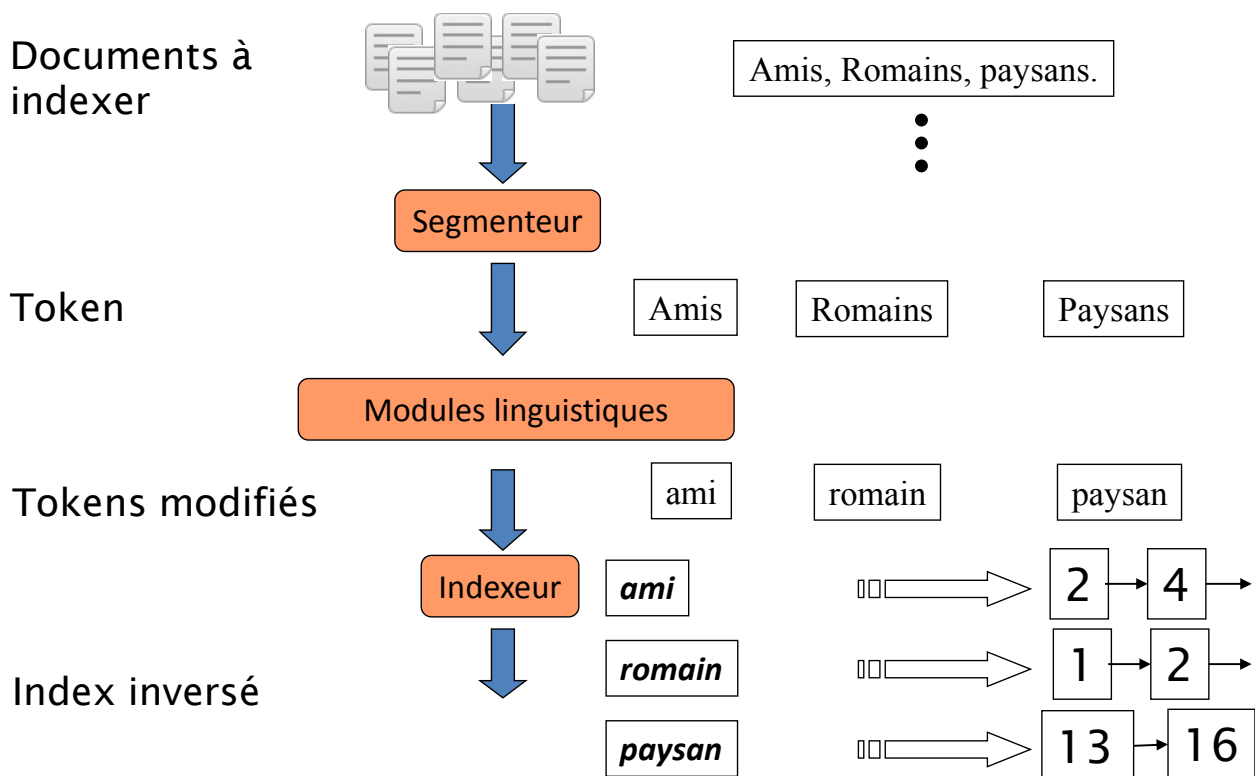 Documents à
indexer
Amis, Romains, paysans.
Segmenteur
Token
Amis
Romains
Paysans
Modules linguistiques
Tokens modifiés
ami
romain
paysan
Indexeur
ami
2
4
Index inversé
romain
1
2
paysan
13
16